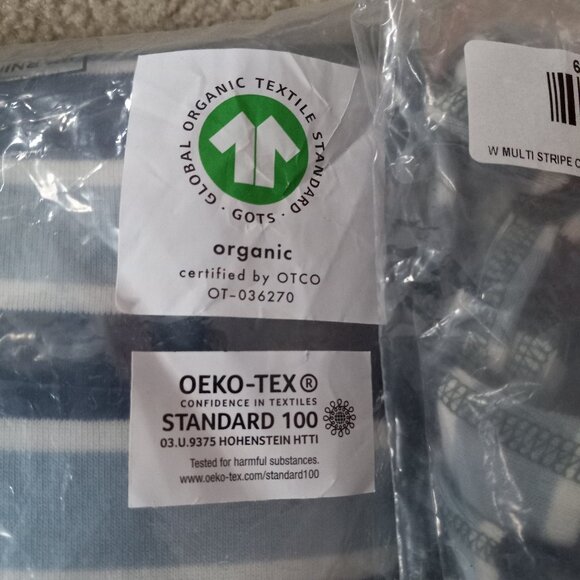 GLOBAL ORGANIC TEXTILE STANDARD
· GOTS ·
organic
certified by OTCO
OT-036270
OEKO-TEX®
CONFIDENCE IN TEXTILES
STANDARD 100
03.U.9375 HOHENSTEIN HTTI
Tested for harmful substances.
www.oeko-tex.com/standard100
6
W MULTI STRIPE